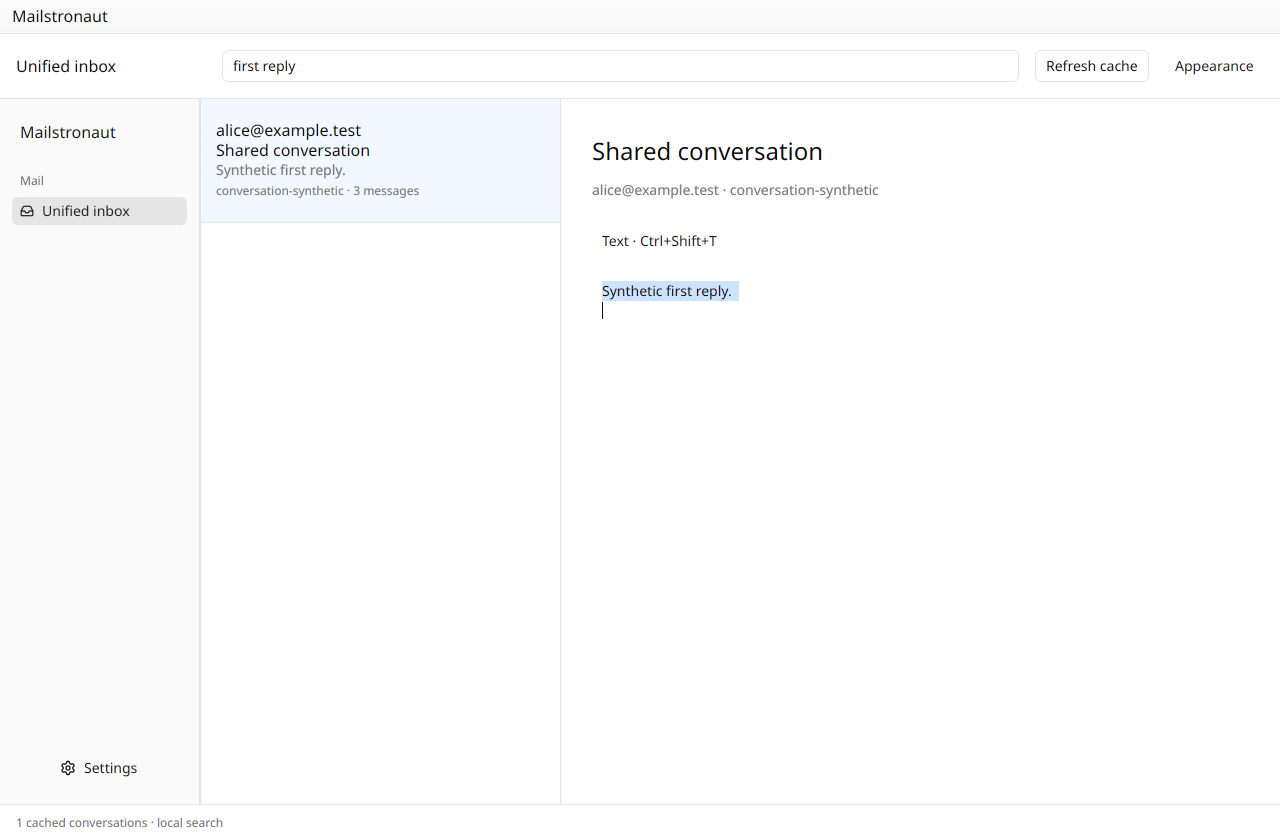 Mailstronaut
Unified inbox
first reply
Refresh cache
Appearance
Mailstronaut
Mail
Unified inbox
Settings
alice@example.test
Shared conversation
Synthetic first reply.
conversation-synthetic · 3 messages
Shared conversation
alice@example.test · conversation-synthetic
Text · Ctrl+Shift+T
Synthetic first reply.
1 cached conversations · local search